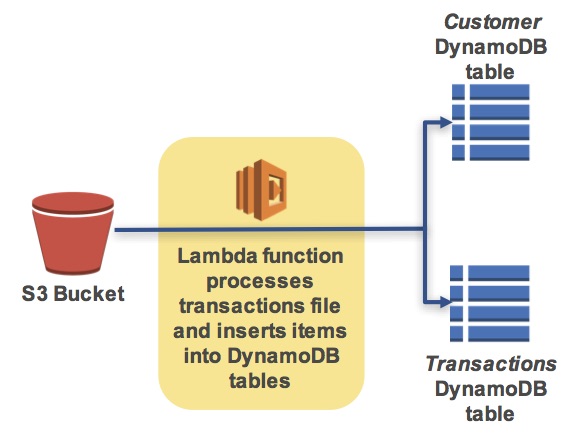 Customer
DynamoDB
table
S3 Bucket
Lambda function
processes
transactions file
and inserts items
into DynamoDB
tables
Transactions
DynamoDB
table